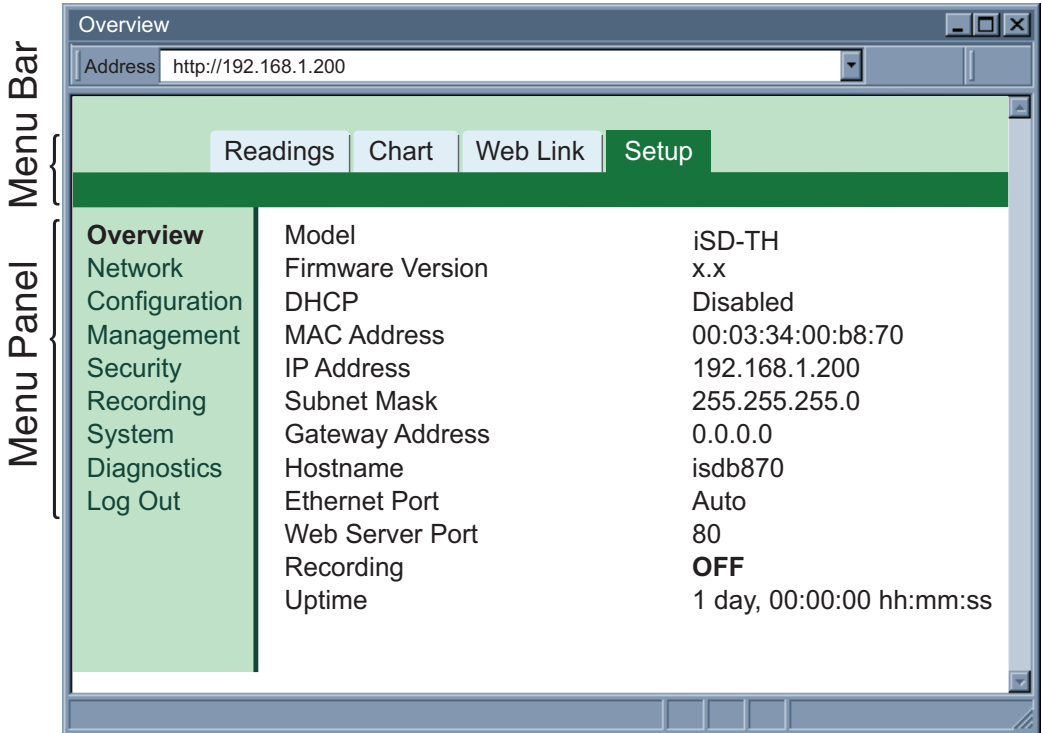 Overview
Address http://192.168.1.200
Menu Bar
Readings Chart Web Link Setup
Menu Panel
Overview
Network
Configuration
Management
Security
Recording
System
Diagnostics
Log Out
Model iSD-TH
Firmware Version x.x
DHCP Disabled
MAC Address 00:03:34:00:b8:70
IP Address 192.168.1.200
Subnet Mask 255.255.255.0
Gateway Address 0.0.0.0
Hostname isdb870
Ethernet Port Auto
Web Server Port 80
Recording OFF
Uptime 1 day, 00:00:00 hh:mm:ss